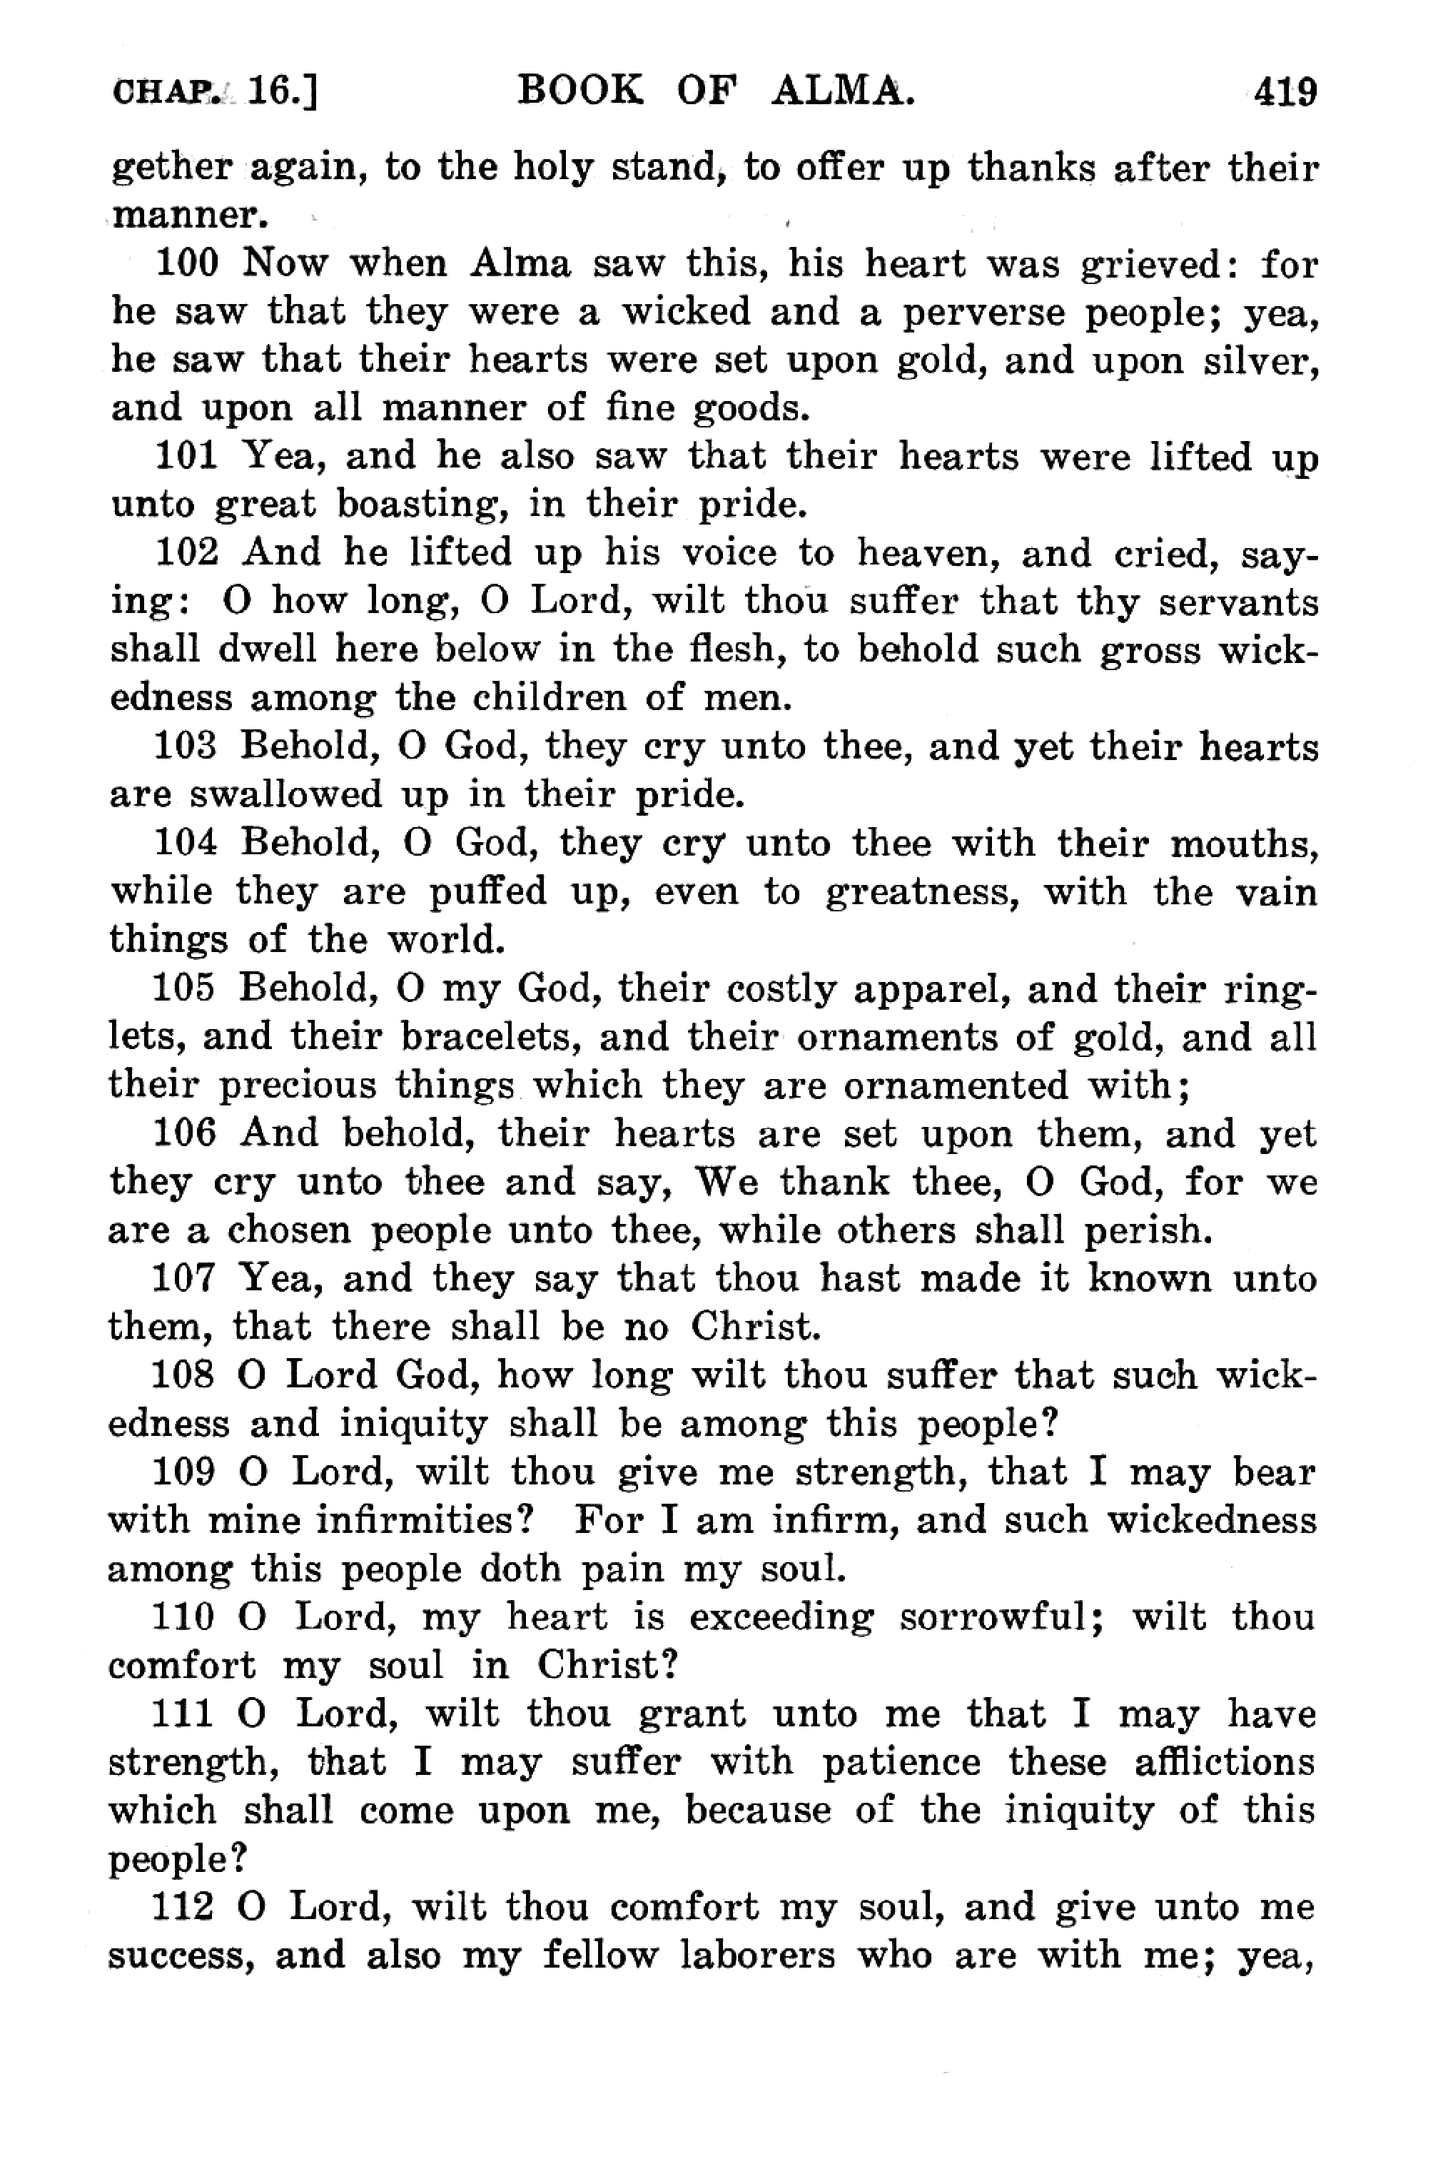 CHAP. 16.] BOOK OF ALMA. 419
gether again, to the holy stand, to offer up thanks after their
manner.
100 Now when Alma saw this, his heart was grieved: for
he saw that they were a wicked and a perverse people; yea,
he saw that their hearts were set upon gold, and upon silver,
and upon all manner of fine goods.
101 Yea, and he also saw that their hearts were lifted up
unto great boasting, in their pride.
102 And he lifted up his voice to heaven, and cried, say-
ing: O how long, O Lord, wilt thou suffer that thy servants
shall dwell here below in the flesh, to behold such gross wick-
edness among the children of men.
103 Behold, O God, they cry unto thee, and yet their hearts
are swallowed up in their pride.
104 Behold, O God, they cry unto thee with their mouths,
while they are puffed up, even to greatness, with the vain
things of the world.
105 Behold, O my God, their costly apparel, and their ring-
lets, and their bracelets, and their ornaments of gold, and all
their precious things which they are ornamented with;
106 And behold, their hearts are set upon them, and yet
they cry unto thee and say, We thank thee, O God, for we
are a chosen people unto thee, while others shall perish.
107 Yea, and they say that thou hast made it known unto
them, that there shall be no Christ.
108 O Lord God, how long wilt thou suffer that such wick-
edness and iniquity shall be among this people?
109 O Lord, wilt thou give me strength, that I may bear
with mine infirmities? For I am infirm, and such wickedness
among this people doth pain my soul.
110 O Lord, my heart is exceeding sorrowful; wilt thou
comfort my soul in Christ?
111 O Lord, wilt thou grant unto me that I may have
strength, that I may suffer with patience these afflictions
which shall come upon me, because of the iniquity of this
people?
112 O Lord, wilt thou comfort my soul, and give unto me
success, and also my fellow laborers who are with me; yea,